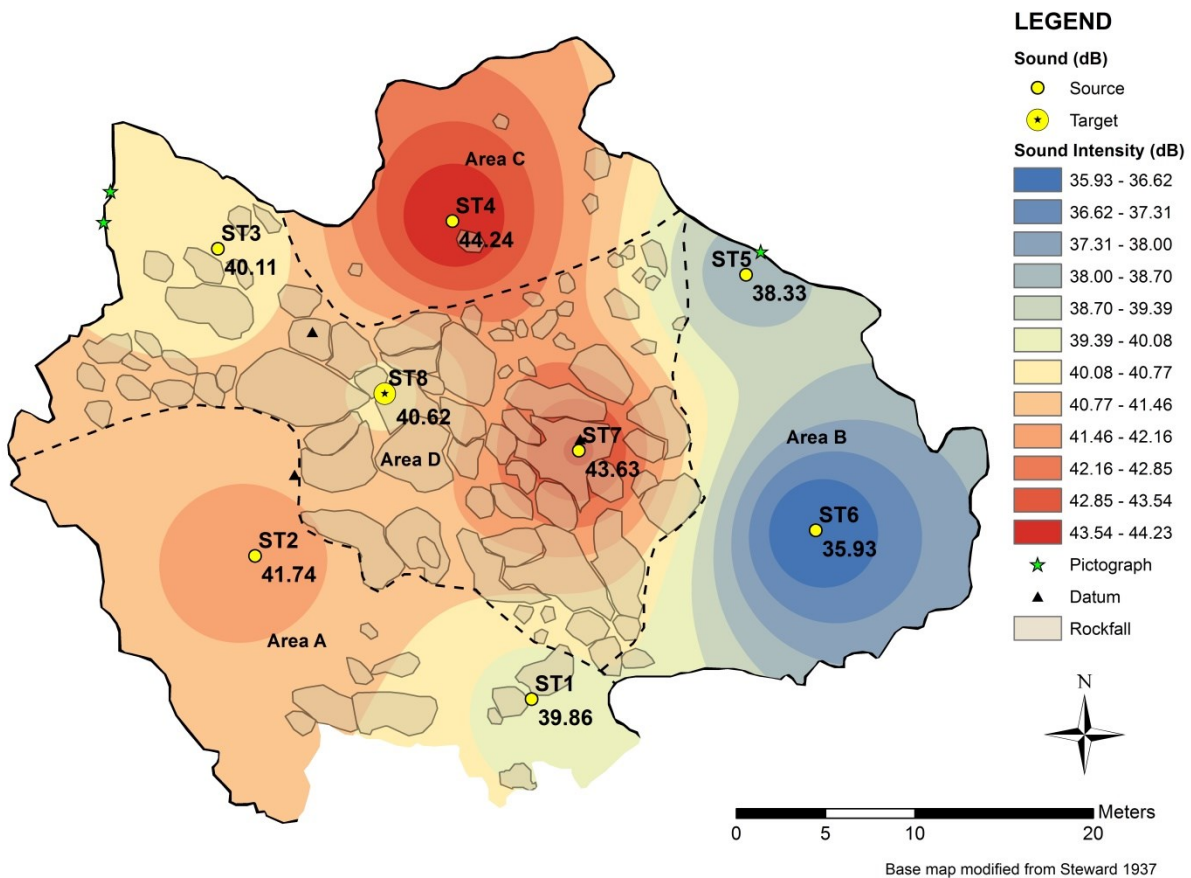 Area C
ST4
44.24
ST3
40.11
ST5
38.33
ST8
40.62
ST7
43.63
Area D
Area B
ST6
35.93
ST2
41.74
Area A
ST1
39.86
LEGEND
Sound (dB)
Source
Target
Sound Intensity (dB)
35.93 - 36.62
36.62 - 37.31
37.31 - 38.00
38.00 - 38.70
38.70 - 39.39
39.39 - 40.08
40.08 - 40.77
40.77 - 41.46
41.46 - 42.16
42.16 - 42.85
42.85 - 43.54
43.54 - 44.23
Pictograph
Datum
Rockfall
N
Meters
0 5 10 20
Base map modified from Steward 1937